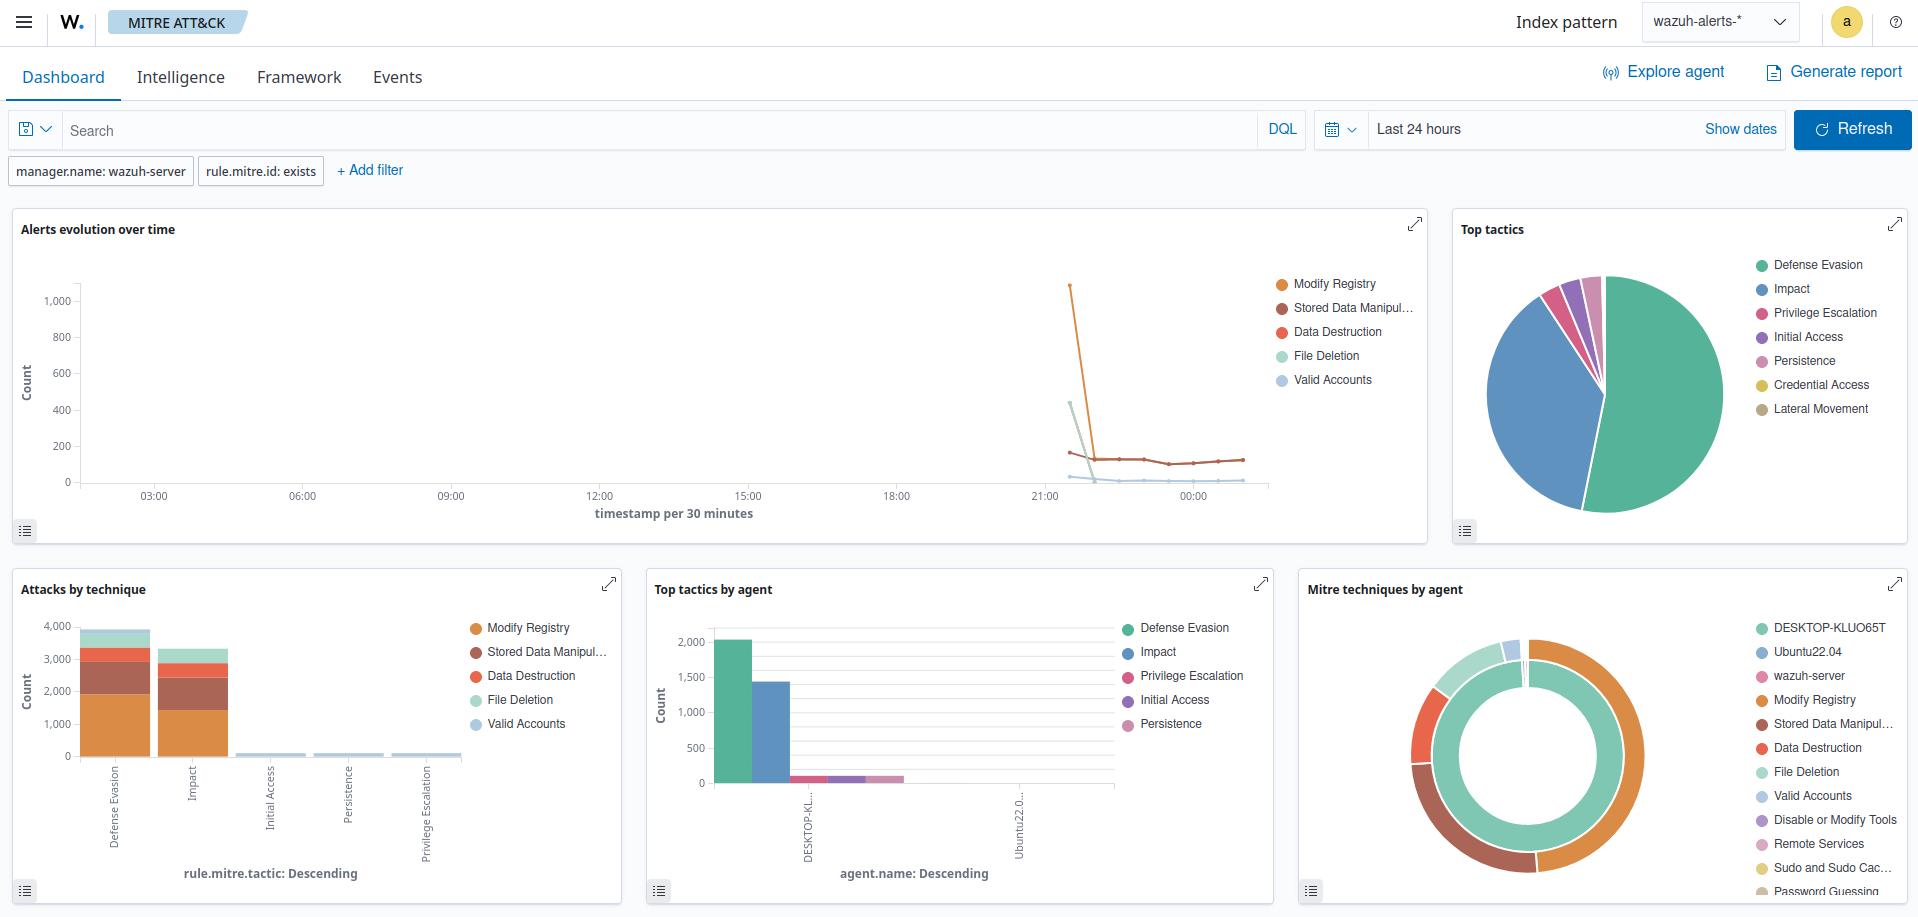 W.
MITRE ATT&CK
Index pattern
wazuh-alerts-*
a
Dashboard
Intelligence
Framework
Events
Explore agent
Generate report
Search
DQL
Last 24 hours
Show dates
Refresh
manager.name: wazuh-server
rule.mitre.id: exists
+ Add filter
Alerts evolution over time
Count
1,000
800
600
400
200
0
03:00
06:00
09:00
12:00
15:00
18:00
21:00
00:00
timestamp per 30 minutes
Modify Registry
Stored Data Manipul...
Data Destruction
File Deletion
Valid Accounts
Top tactics
Defense Evasion
Impact
Privilege Escalation
Initial Access
Persistence
Credential Access
Lateral Movement
Attacks by technique
Count
4,000
3,000
2,000
1,000
0
Defense Evasion
Impact
Initial Access
Persistence
Privilege Escalation
rule.mitre.tactic: Descending
Modify Registry
Stored Data Manipul...
Data Destruction
File Deletion
Valid Accounts
Top tactics by agent
Count
2,000
1,500
1,000
500
0
DESKTOP-KL...
Ubuntu22.0...
agent.name: Descending
Defense Evasion
Impact
Privilege Escalation
Initial Access
Persistence
Mitre techniques by agent
DESKTOP-KLUO65T
Ubuntu22.04
wazuh-server
Modify Registry
Stored Data Manipul...
Data Destruction
File Deletion
Valid Accounts
Disable or Modify Tools
Remote Services
Sudo and Sudo Cac...
Password Guessing